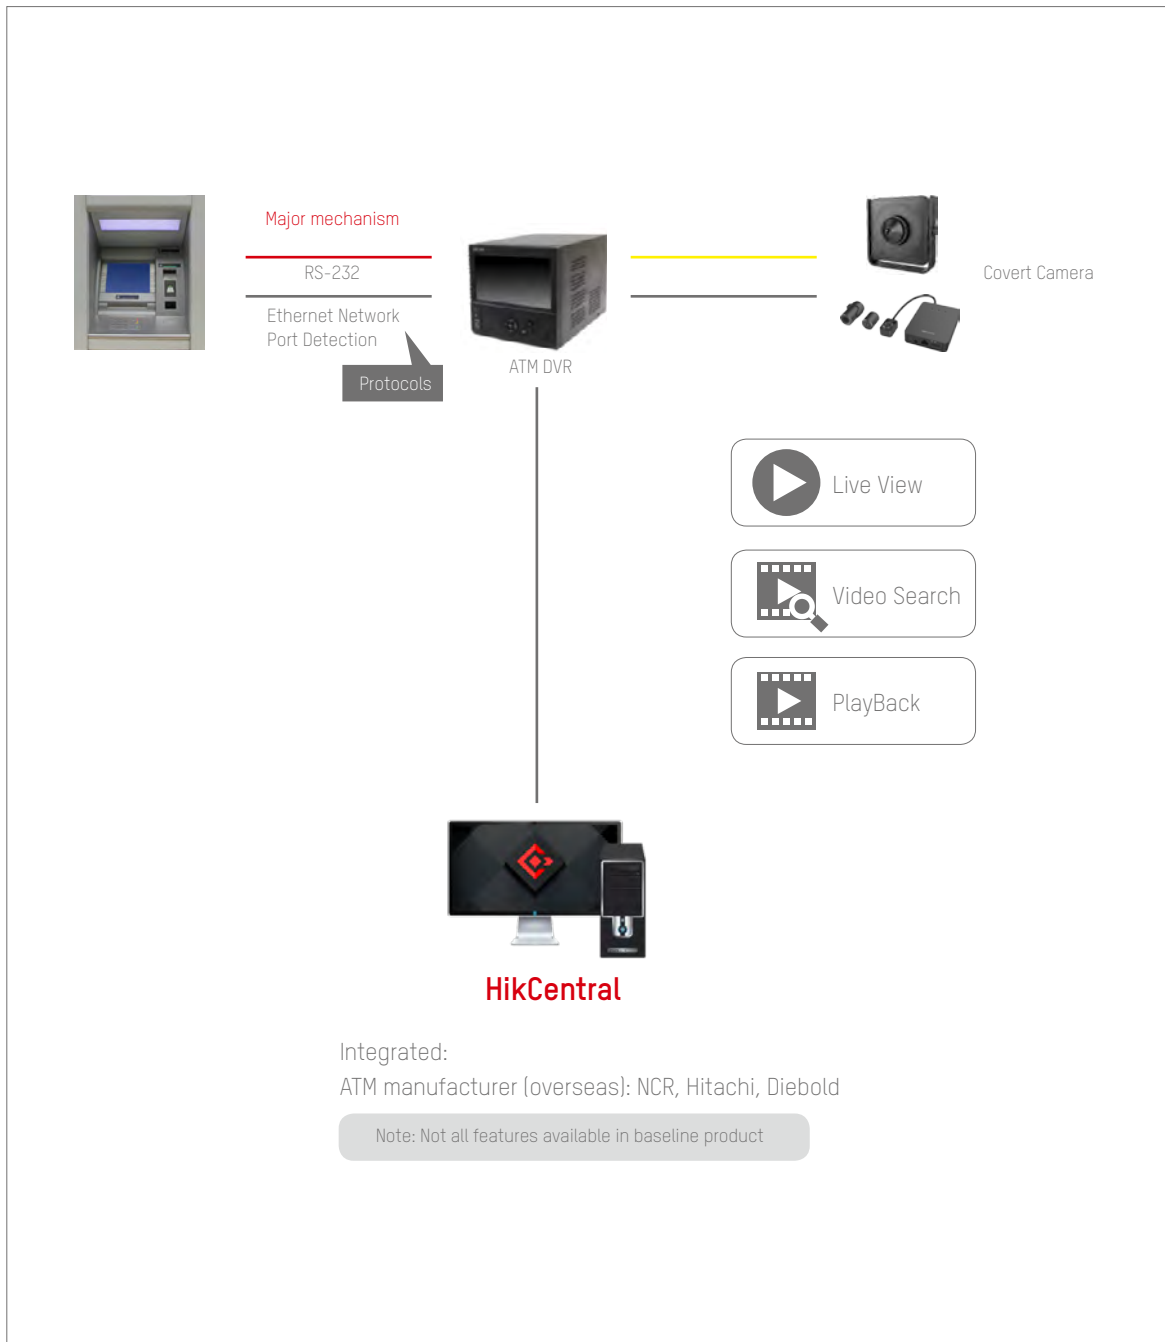 Major mechanism
RS-232
Ethernet Network
Port Detection
Protocols
ATM DVR
Covert Camera
Live View
Video Search
PlayBack
HikCentral
Integrated:
ATM manufacturer (overseas): NCR, Hitachi, Diebold
Note: Not all features available in baseline product